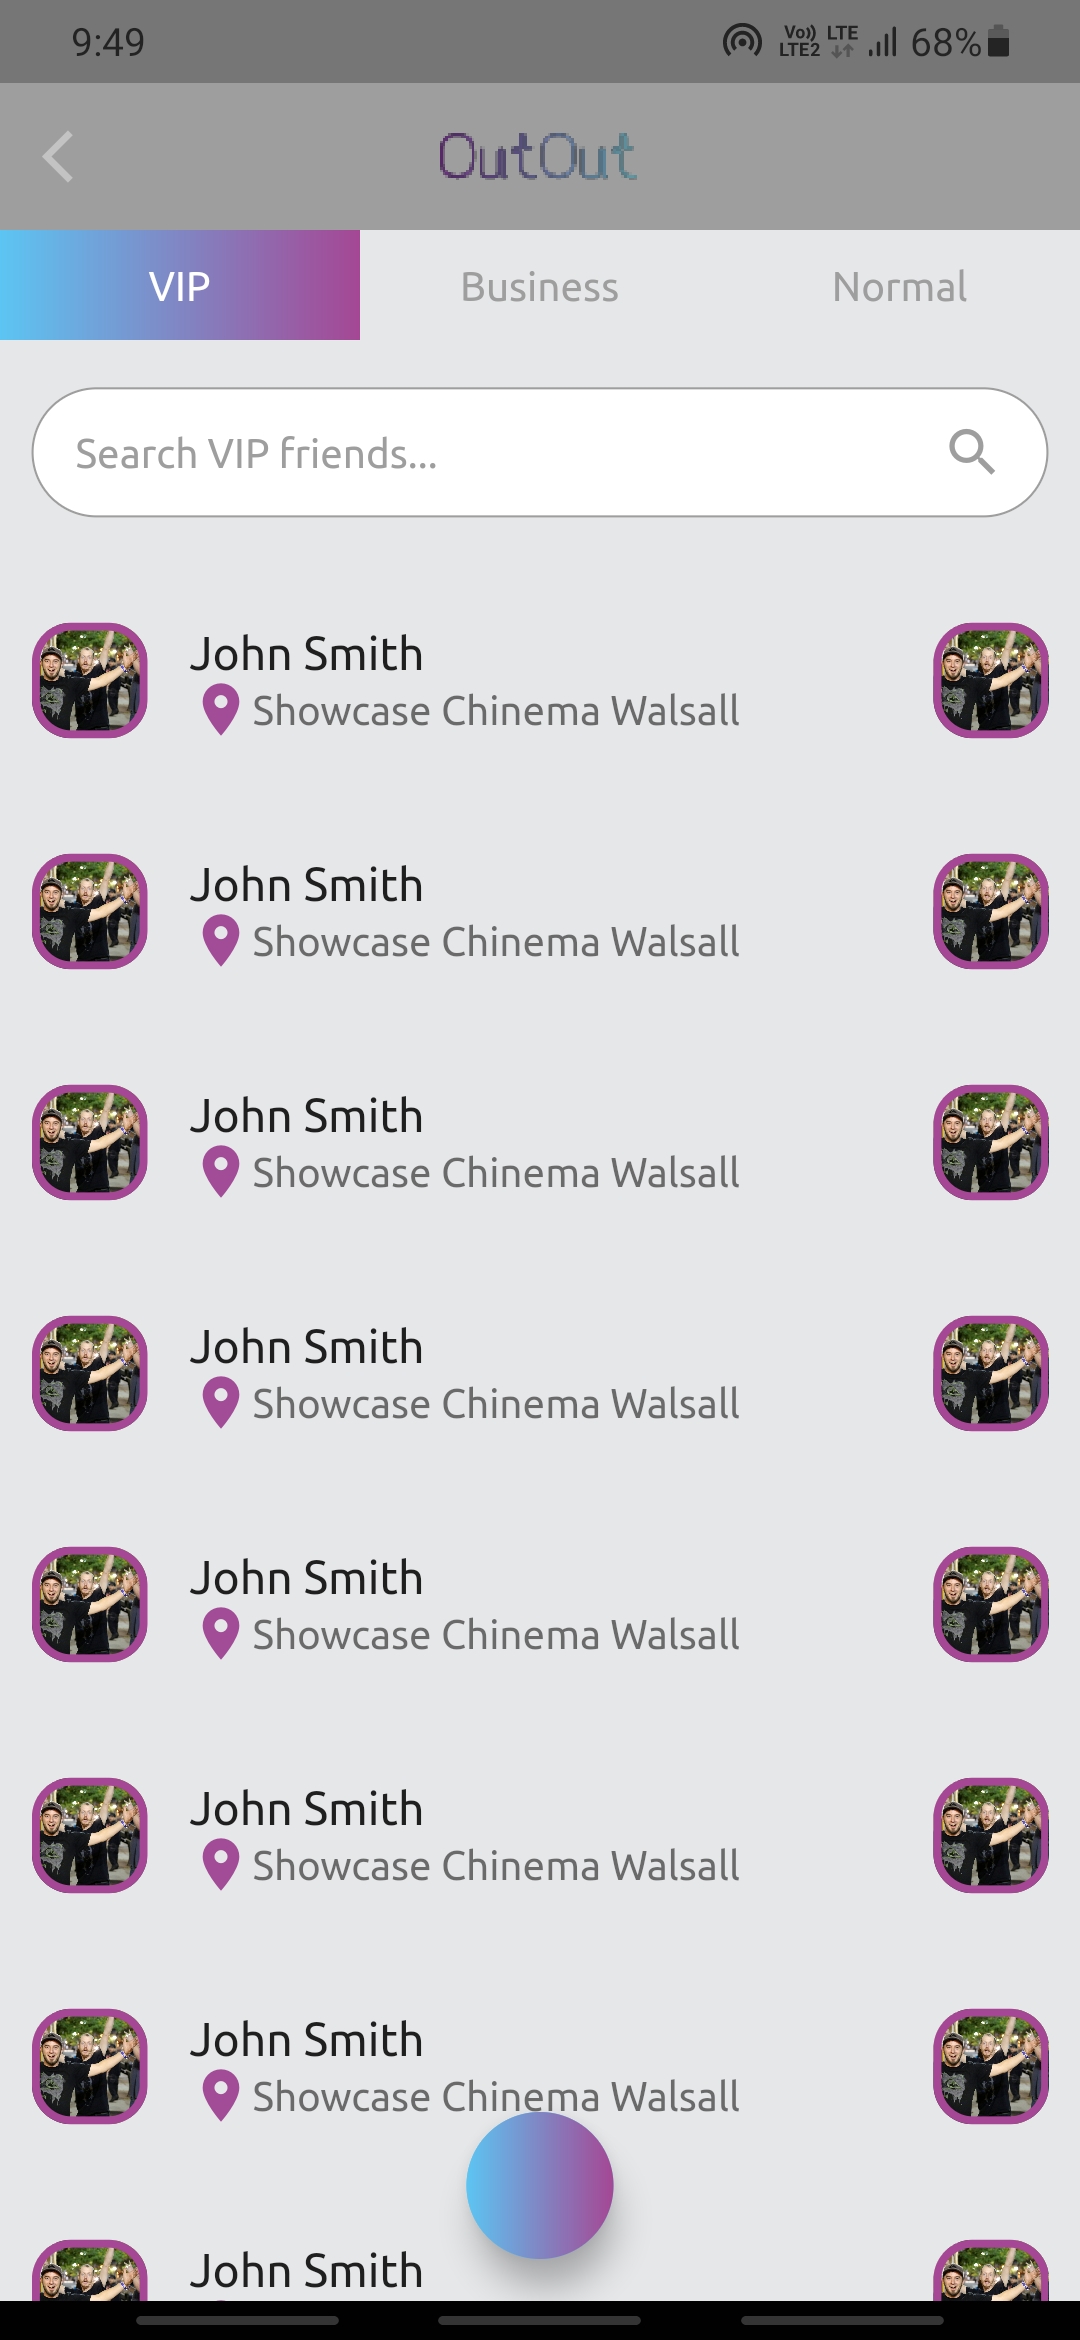 9:49
Vo)) LTE
LTE2
68%
OutOut
VIP
Business
Normal
Search VIP friends...
John Smith
Showcase Chinema Walsall
John Smith
Showcase Chinema Walsall
John Smith
Showcase Chinema Walsall
John Smith
Showcase Chinema Walsall
John Smith
Showcase Chinema Walsall
John Smith
Showcase Chinema Walsall
John Smith
Showcase Chinema Walsall
John Smith